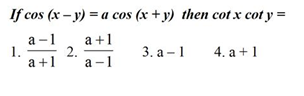 If cos (x – y) = a cos (x + y) then cot x cot y =
1. a – 1 / a + 1 2. a + 1 / a – 1 3. a – 1 4. a + 1